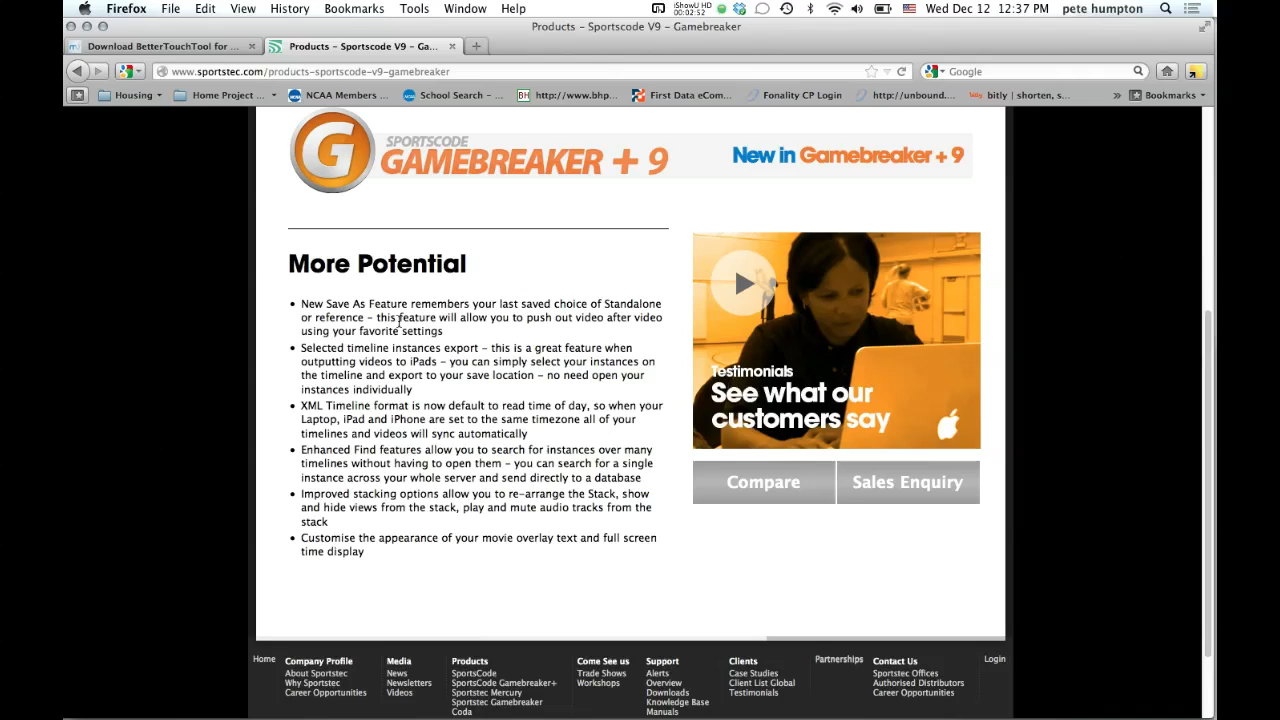 Firefox File Edit View History Bookmarks Tools Window Help iShowU HD 00:02:52 Wed Dec 12 12:37 PM pete humpton
Products – Sportscode V9 – Gamebreaker
Download BetterTouchTool for ... Products – Sportscode V9 – Ga...
www.sportstec.com/products-sportscode-v9-gamebreaker Google
Housing Home Project ... NCAA Members ... School Search – ... BH http://www.bhp... First Data eCom... Fonality CP Login http://unbound.... bitly bitly | shorten, s... » Bookmarks
G SPORTSCODE
GAMEBREAKER + 9 New in Gamebreaker + 9
More Potential
• New Save As Feature remembers your last saved choice of Standalone
or reference – this feature will allow you to push out video after video
using your favorite settings
• Selected timeline instances export – this is a great feature when
outputting videos to iPads – you can simply select your instances on
the timeline and export to your save location – no need open your
instances individually
• XML Timeline format is now default to read time of day, so when your
Laptop, iPad and iPhone are set to the same timezone all of your
timelines and videos will sync automatically
• Enhanced Find features allow you to search for instances over many
timelines without having to open them – you can search for a single
instance across your whole server and send directly to a database
• Improved stacking options allow you to re-arrange the Stack, show
and hide views from the stack, play and mute audio tracks from the
stack
• Customise the appearance of your movie overlay text and full screen
time display
Testimonials
See what our
customers say
Compare Sales Enquiry
Home Company Profile Media Products Come See us Support Clients Partnerships Contact Us Login
About Sportstec News SportsCode Trade Shows Alerts Case Studies Sportstec Offices
Why Sportstec Newsletters SportsCode Gamebreaker+ Workshops Overview Client List Global Authorised Distributors
Career Opportunities Videos Sportstec Mercury Downloads Testimonials Career Opportunities
Sportstec Gamebreaker Knowledge Base
Coda Manuals